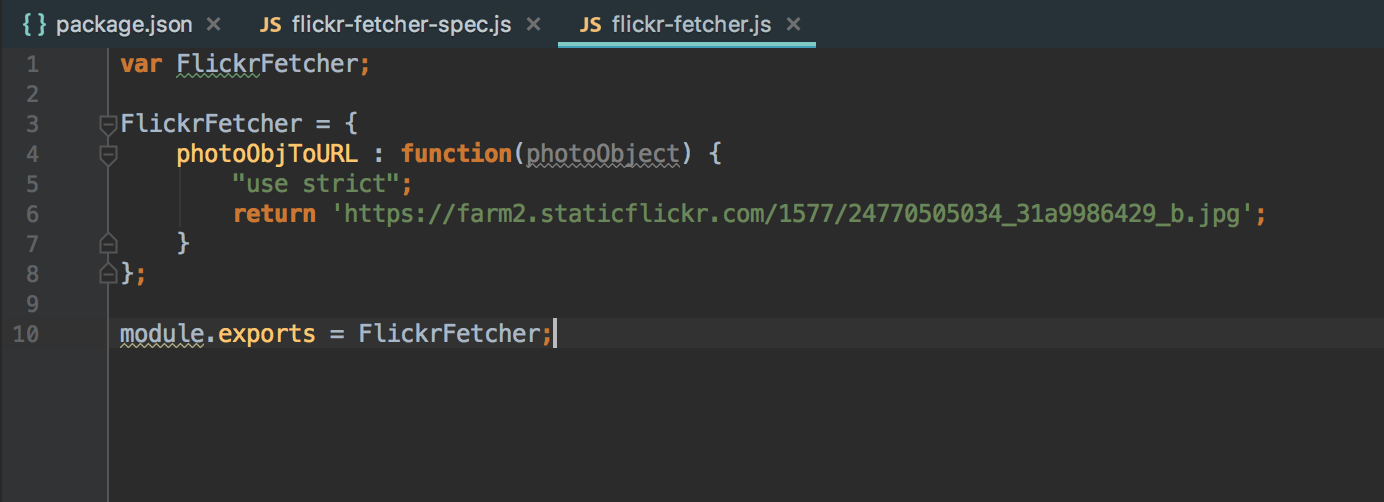 {} package.json × JS flickr-fetcher-spec.js × JS flickr-fetcher.js ×
1 var FlickrFetcher;
2
3 FlickrFetcher = {
4     photoObjToURL : function(photoObject) {
5         "use strict";
6         return 'https://farm2.staticflickr.com/1577/24770505034_31a9986429_b.jpg';
7     }
8 };
9
10 module.exports = FlickrFetcher;